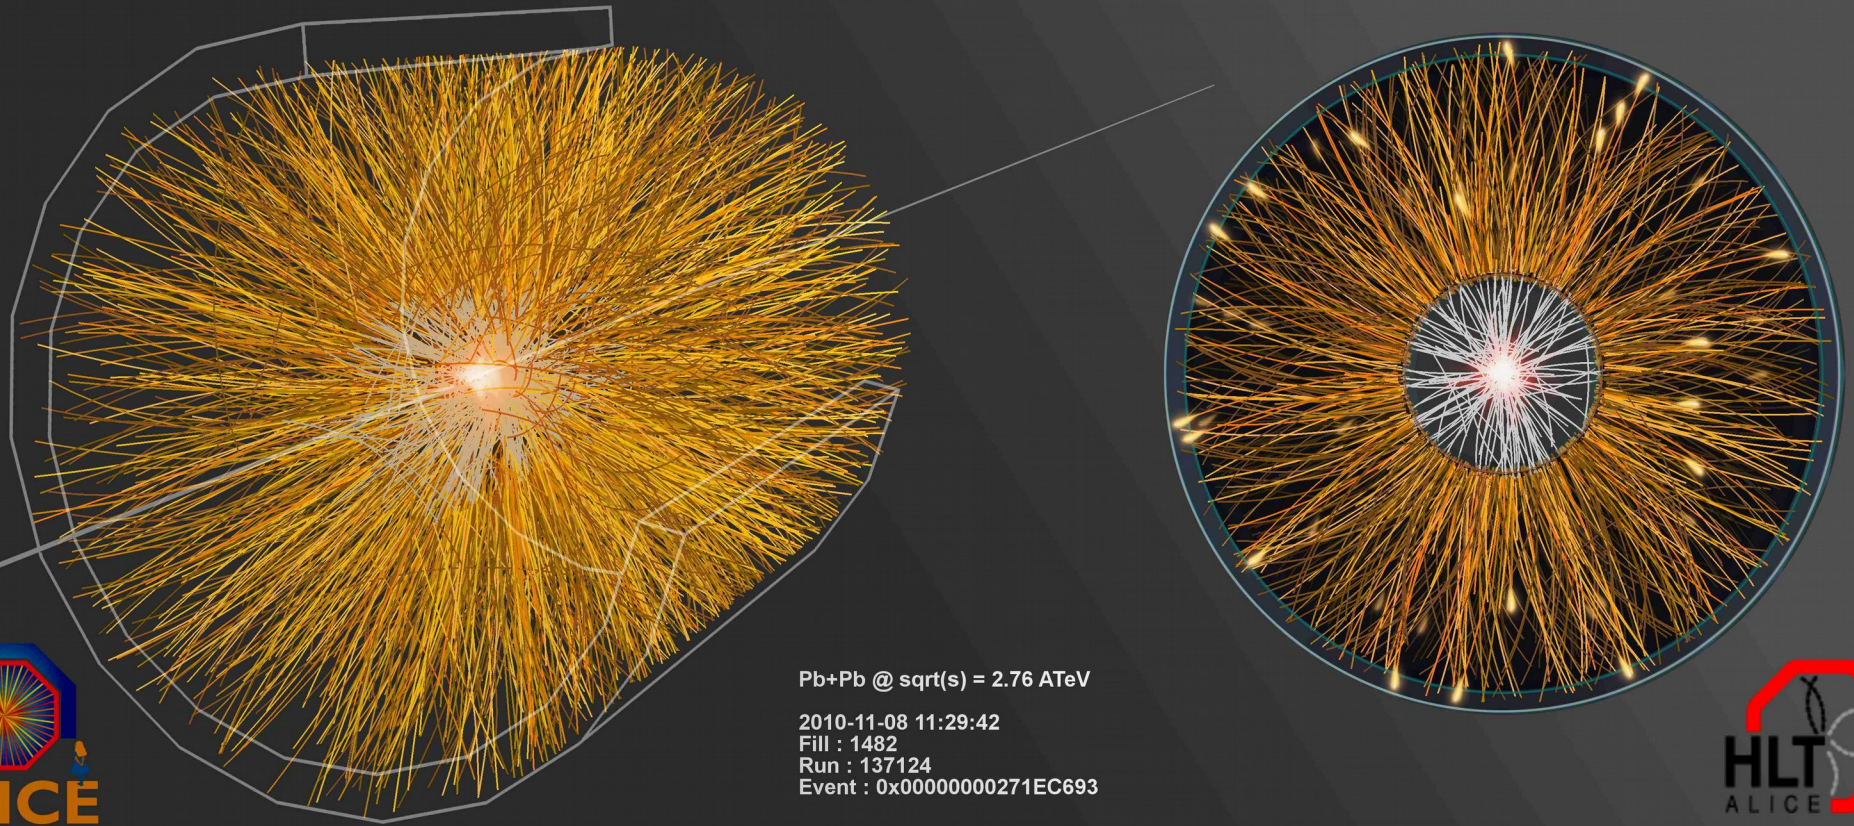 Pb+Pb @ sqrt(s) = 2.76 ATeV
2010-11-08 11:29:42
Fill : 1482
Run : 137124
Event : 0x00000000271EC693
ICE
HLT
ALICE